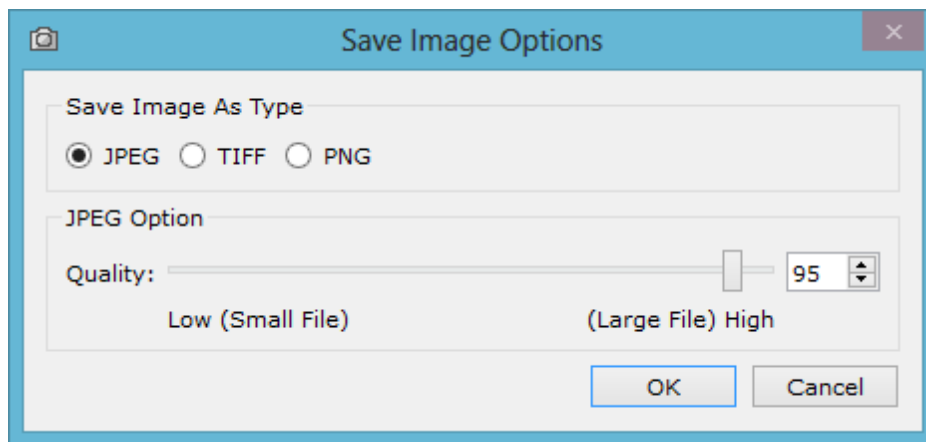 Save Image Options
Save Image As Type
JPEG TIFF PNG
JPEG Option
Quality: 95
Low (Small File) (Large File) High
OK Cancel